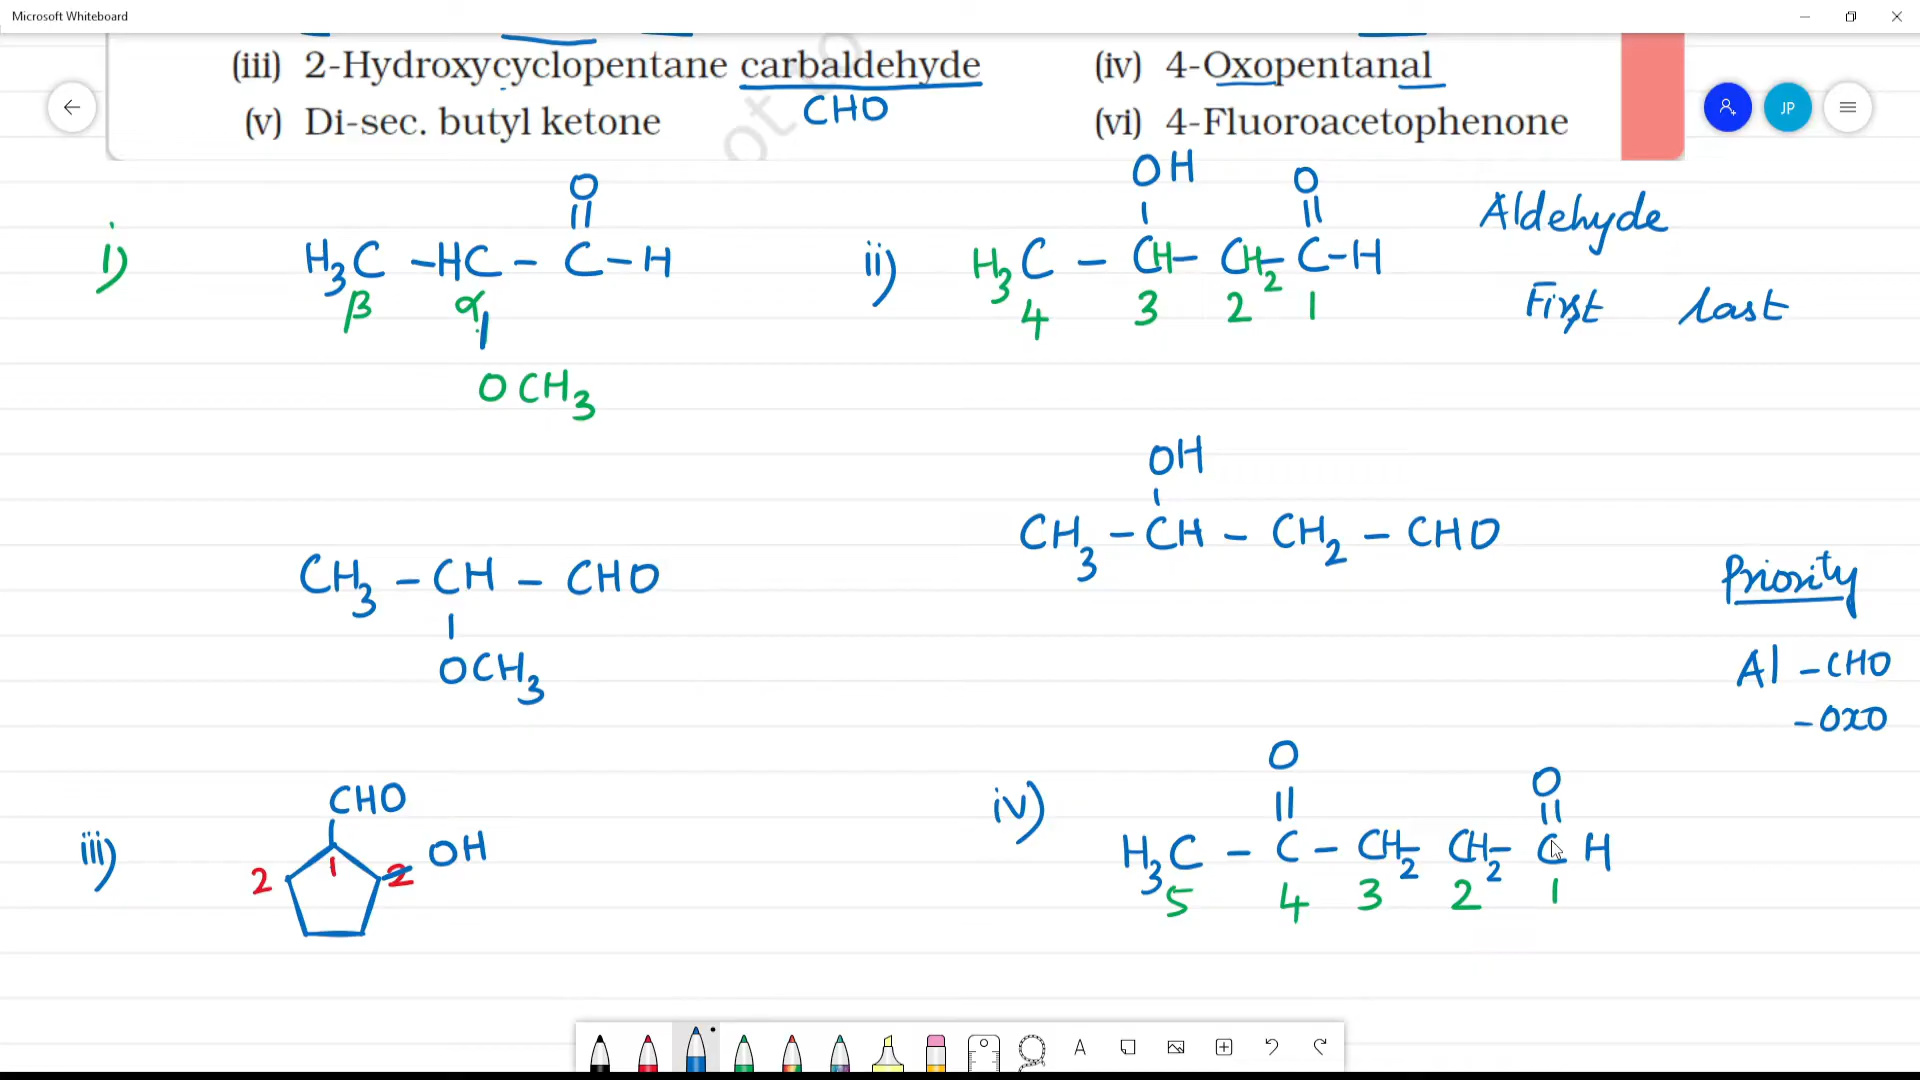 Microsoft Whiteboard
(iii) 2-Hydroxycyclopentane carbaldehyde
(iv) 4-Oxopentanal
CHO
(v) Di-sec. butyl ketone
(vi) 4-Fluoroacetophenone
JP
i)
O
H3C – HC – C – H
β α
OCH3
ii)
OH O
H3C – CH – CH2 – C – H
4 3 2 1
Aldehyde
First last
CH3 – CH – CHO
OCH3
OH
CH3 – CH – CH2 – CHO
Priority
Al – CHO
– OXO
iii)
CHO
OH
2 1 2
iv)
O O
H3C – C – CH2 – CH2 – C H
5 4 3 2 1
A